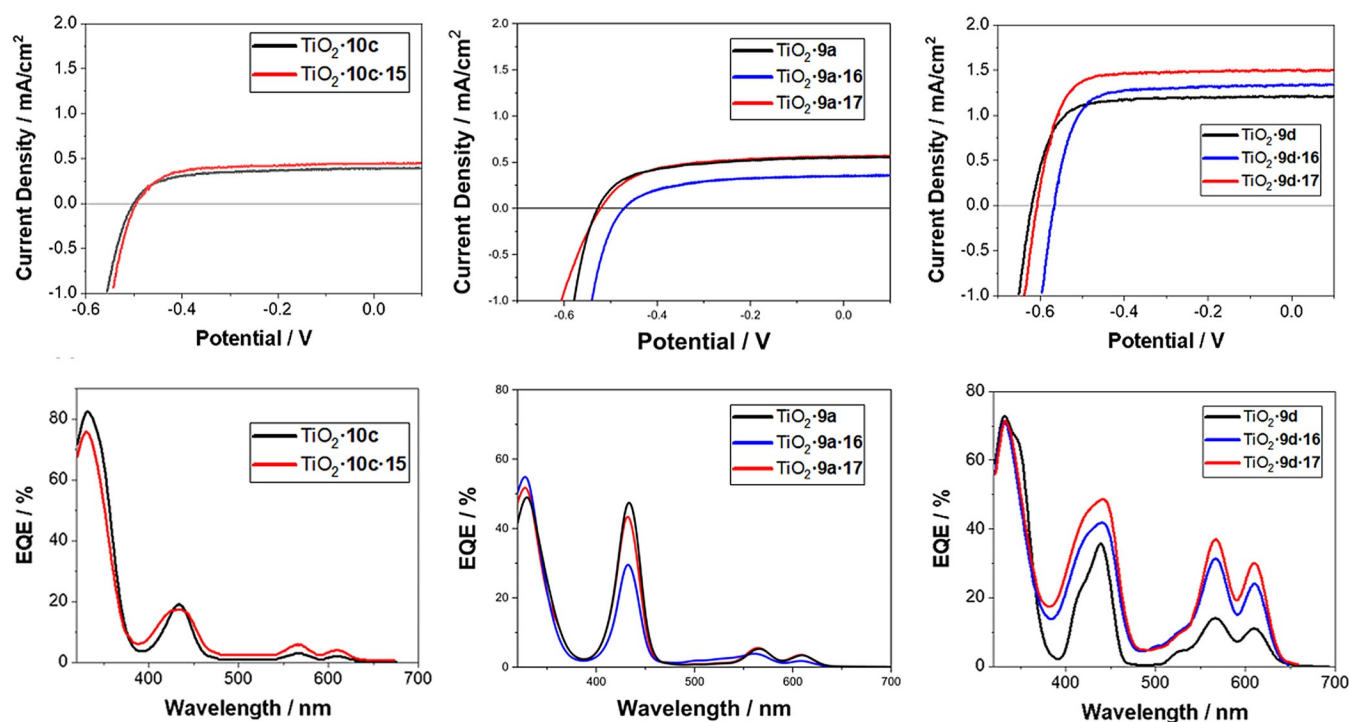 2.0
1.5
1.0
0.5
0.0
-0.5
-1.0
Current Density / mA/cm²
TiO₂·10c
TiO₂·10c·15
-0.6
-0.4
-0.2
0.0
Potential / V
2.0
1.5
1.0
0.5
0.0
-0.5
-1.0
Current Density / mA/cm²
TiO₂·9a
TiO₂·9a·16
TiO₂·9a·17
-0.6
-0.4
-0.2
0.0
Potential / V
2.0
1.5
1.0
0.5
0.0
-0.5
-1.0
Current Density / mA/cm²
TiO₂·9d
TiO₂·9d·16
TiO₂·9d·17
-0.6
-0.4
-0.2
0.0
Potential / V
80
60
40
20
0
EQE / %
TiO₂·10c
TiO₂·10c·15
400
500
600
700
Wavelength / nm
80
60
40
20
0
EQE / %
TiO₂·9a
TiO₂·9a·16
TiO₂·9a·17
400
500
600
700
Wavelength / nm
80
60
40
20
0
EQE / %
TiO₂·9d
TiO₂·9d·16
TiO₂·9d·17
400
500
600
700
Wavelength / nm